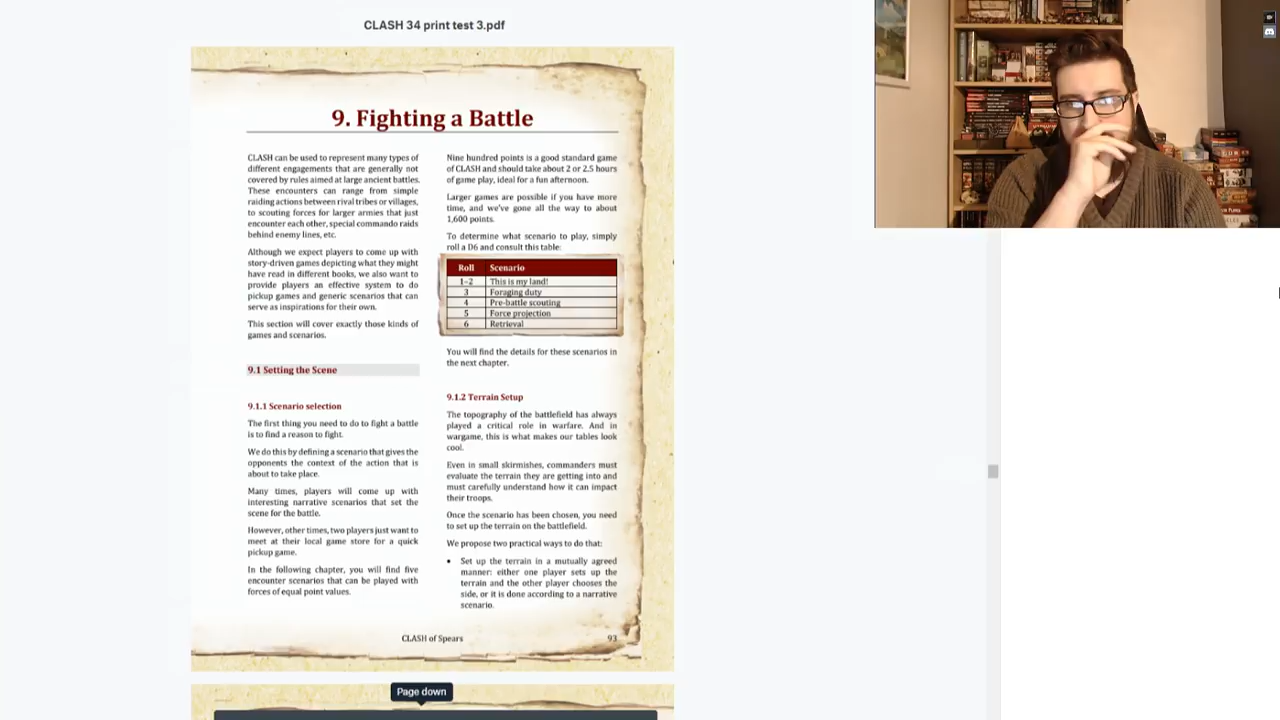 CLASH 34 print test 3.pdf
9. Fighting a Battle
CLASH can be used to represent many types of
different engagements that are generally not
covered by rules aimed at large ancient battles.
These encounters can range from simple
raiding actions between rival tribes or villages,
to scouting forces for larger armies that just
encounter each other, special commando raids
behind enemy lines, etc.
Although we expect players to come up with
story-driven games depicting what they might
have read in different books, we also want to
provide players an effective system to do
pickup games and generic scenarios that can
serve as inspirations for their own.
This section will cover exactly those kinds of
games and scenarios.
9.1 Setting the Scene
9.1.1 Scenario selection
The first thing you need to do to fight a battle
is to find a reason to fight.
We do this by defining a scenario that gives the
opponents the context of the action that is
about to take place.
Many times, players will come up with
interesting narrative scenarios that set the
scene for the battle.
However, other times, two players just want to
meet at their local game store for a quick
pickup game.
In the following chapter, you will find five
encounter scenarios that can be played with
forces of equal point values.
Nine hundred points is a good standard game
of CLASH and should take about 2 or 2.5 hours
of game play, ideal for a fun afternoon.
Larger games are possible if you have more
time, and we've gone all the way to about
1,600 points.
To determine what scenario to play, simply
roll a D6 and consult this table:
Roll Scenario
1-2 This is my land!
3 Foraging duty
4 Pre-battle scouting
5 Force projection
6 Retrieval
You will find the details for these scenarios in
the next chapter.
9.1.2 Terrain Setup
The topography of the battlefield has always
played a critical role in warfare. And in
wargame, this is what makes our tables look
cool.
Even in small skirmishes, commanders must
evaluate the terrain they are getting into and
must carefully understand how it can impact
their troops.
Once the scenario has been chosen, you need
to set up the terrain on the battlefield.
We propose two practical ways to do that:
• Set up the terrain in a mutually agreed
manner: either one player sets up the
terrain and the other player chooses the
side, or it is done according to a narrative
scenario.
CLASH of Spears 93
Page down